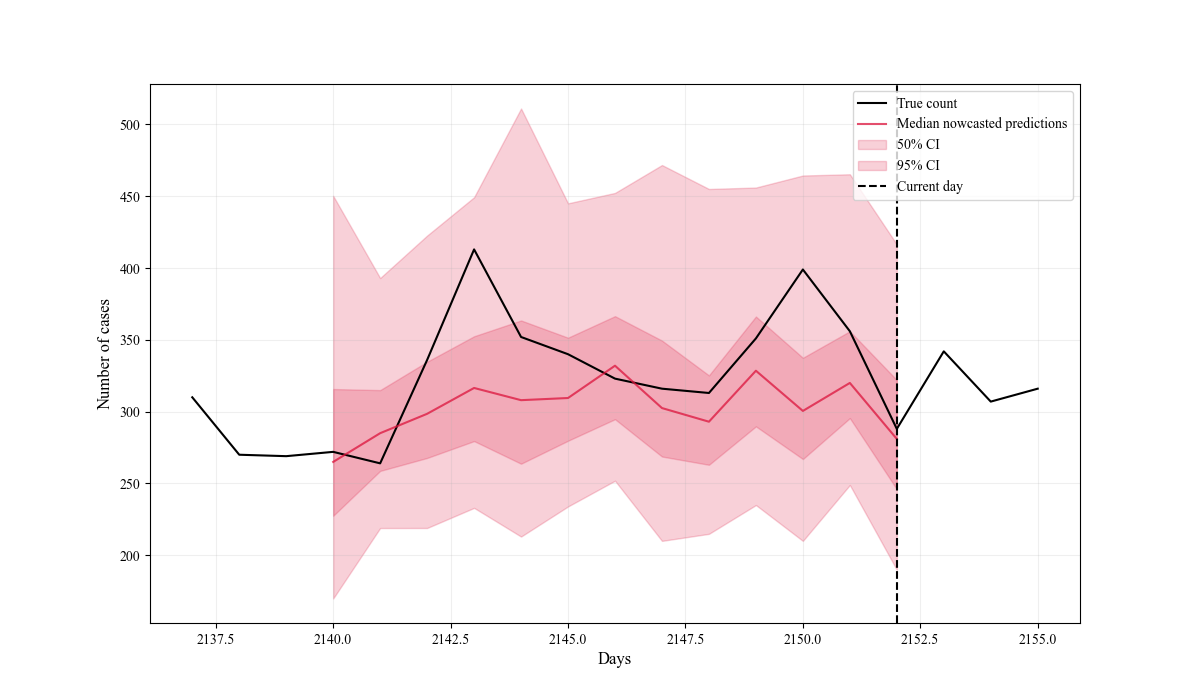 True count
Median nowcasted predictions
50% CI
95% CI
Current day
500
450
400
350
300
250
200
Number of cases
2137.5 2140.0 2142.5 2145.0 2147.5 2150.0 2152.5 2155.0
Days